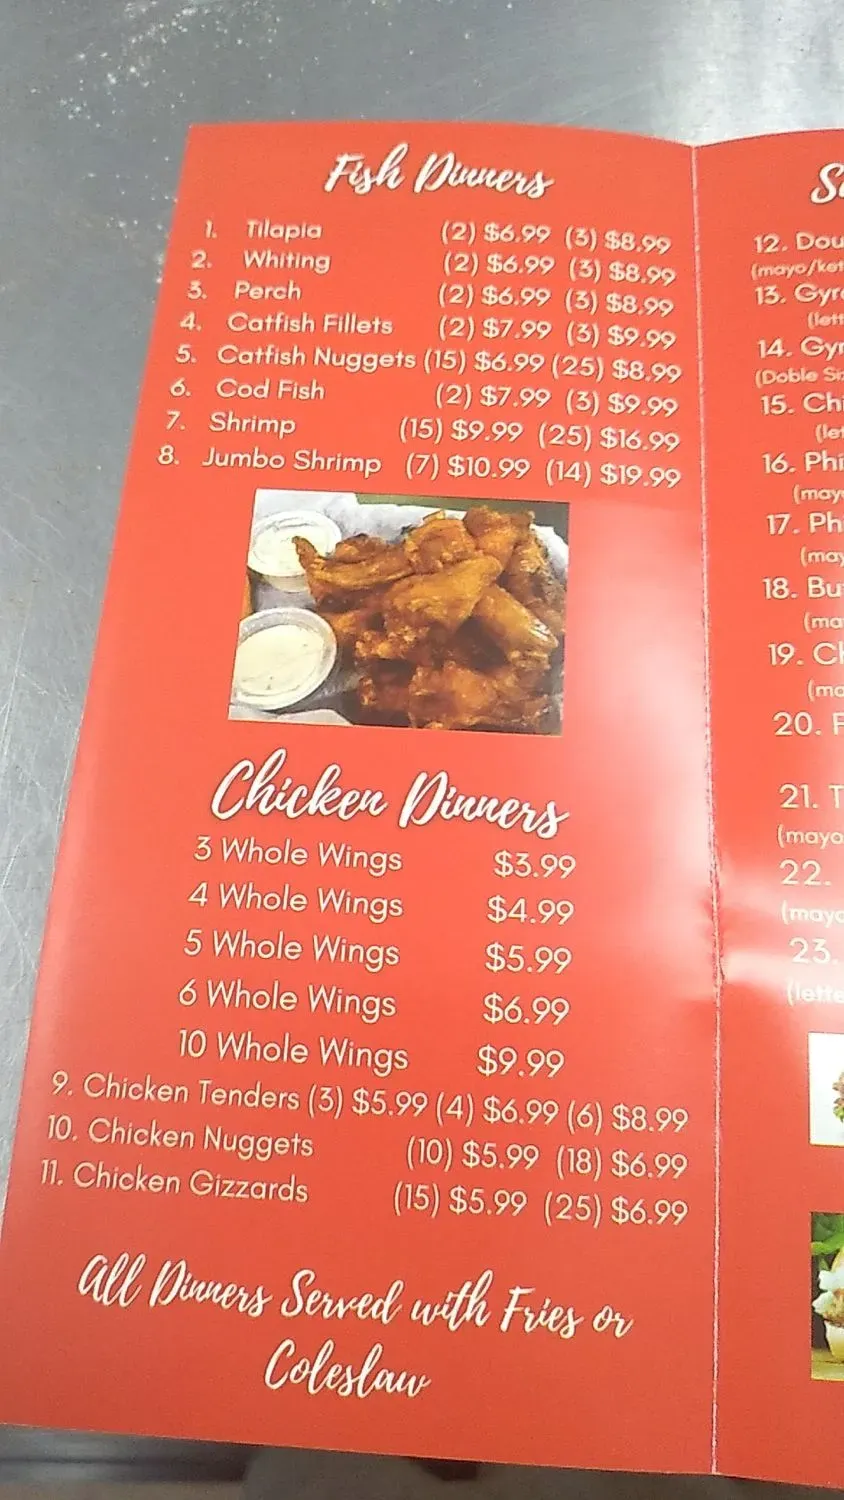 Fish Dinners
1. Tilapia (2) $6.99 (3) $8.99
2. Whiting (2) $6.99 (3) $8.99
3. Perch (2) $6.99 (3) $8.99
4. Catfish Fillets (2) $7.99 (3) $9.99
5. Catfish Nuggets (15) $6.99 (25) $8.99
6. Cod Fish (2) $7.99 (3) $9.99
7. Shrimp (15) $9.99 (25) $16.99
8. Jumbo Shrimp (7) $10.99 (14) $19.99
Chicken Dinners
3 Whole Wings $3.99
4 Whole Wings $4.99
5 Whole Wings $5.99
6 Whole Wings $6.99
10 Whole Wings $9.99
9. Chicken Tenders (3) $5.99 (4) $6.99 (6) $8.99
10. Chicken Nuggets (10) $5.99 (18) $6.99
11. Chicken Gizzards (15) $5.99 (25) $6.99
All Dinners Served with Fries or
Coleslaw
12.
(mayo/
13.
14.
(Doble
15.
16.
17.
18.
19.
20.
21.
22.
23.